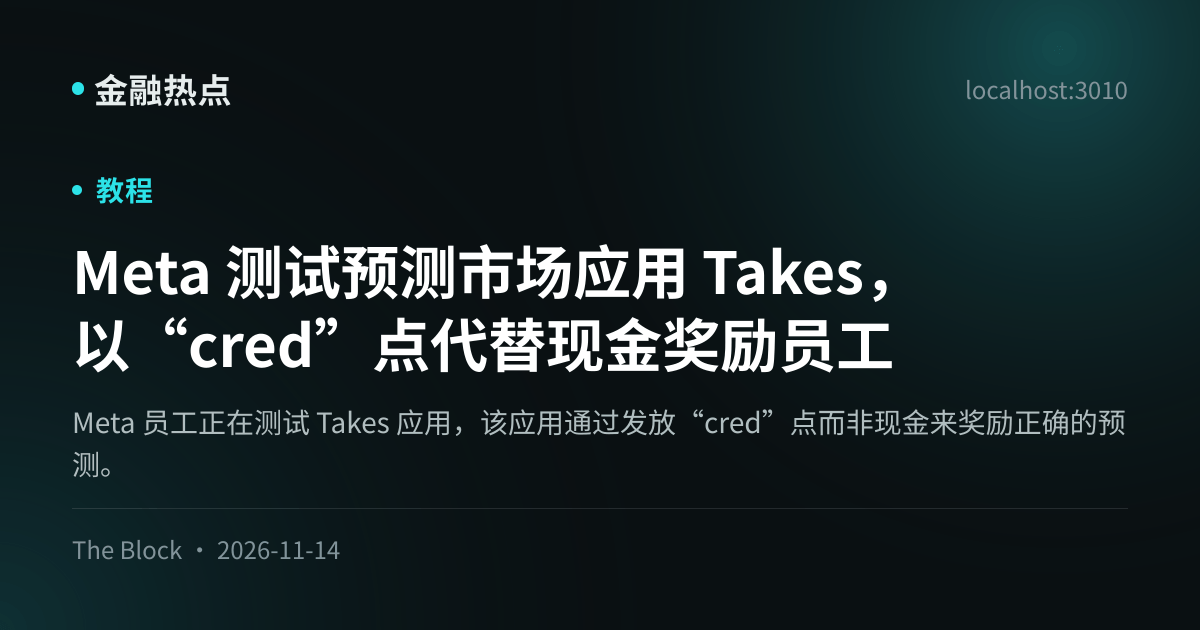 金融热点
localhost:3010
教程
Meta 测试预测市场应用 Takes，
以“cred”点代替现金奖励员工
Meta 员工正在测试 Takes 应用，该应用通过发放“cred”点而非现金来奖励正确的预
测。
The Block • 2026-11-14